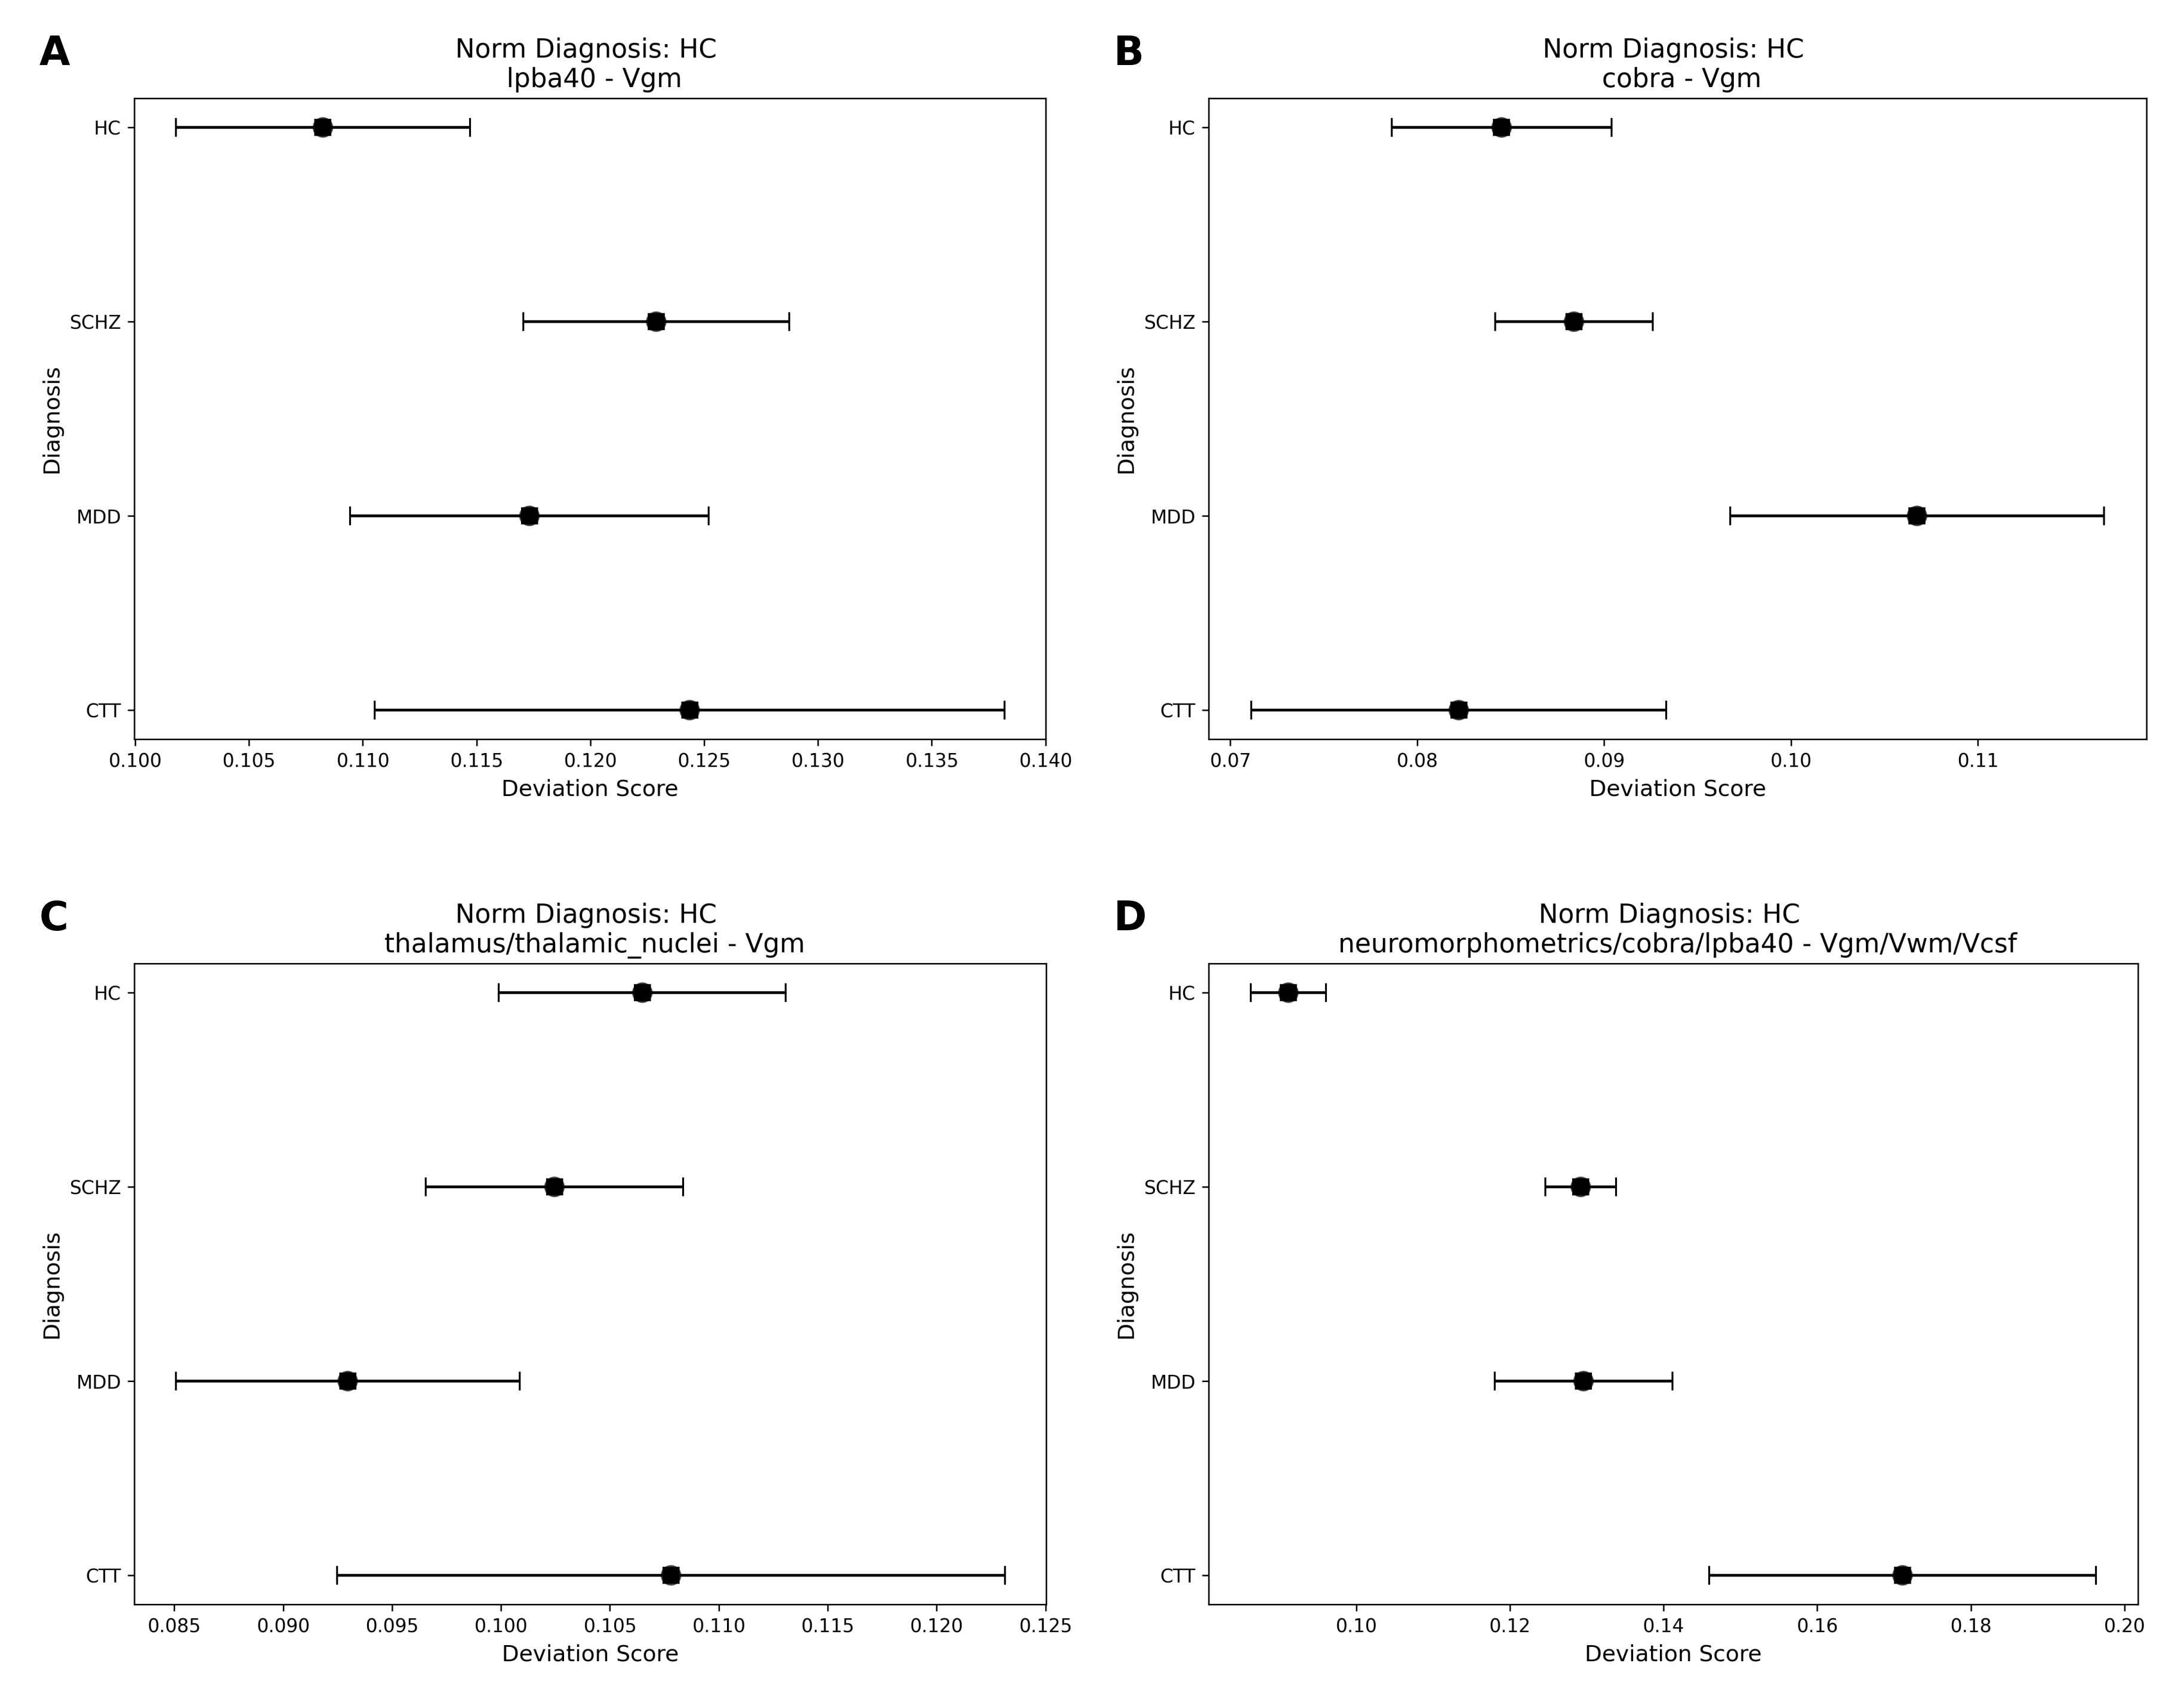 A
Norm Diagnosis: HC
lpba40 - Vgm
HC
SCHZ
MDD
CTT
Diagnosis
0.100 0.105 0.110 0.115 0.120 0.125 0.130 0.135 0.140
Deviation Score
B
Norm Diagnosis: HC
cobra - Vgm
HC
SCHZ
MDD
CTT
Diagnosis
0.07 0.08 0.09 0.10 0.11
Deviation Score
C
Norm Diagnosis: HC
thalamus/thalamic_nuclei - Vgm
HC
SCHZ
MDD
CTT
Diagnosis
0.085 0.090 0.095 0.100 0.105 0.110 0.115 0.120 0.125
Deviation Score
D
Norm Diagnosis: HC
neuromorphometrics/cobra/lpba40 - Vgm/Vwm/Vcsf
HC
SCHZ
MDD
CTT
Diagnosis
0.10 0.12 0.14 0.16 0.18 0.20
Deviation Score